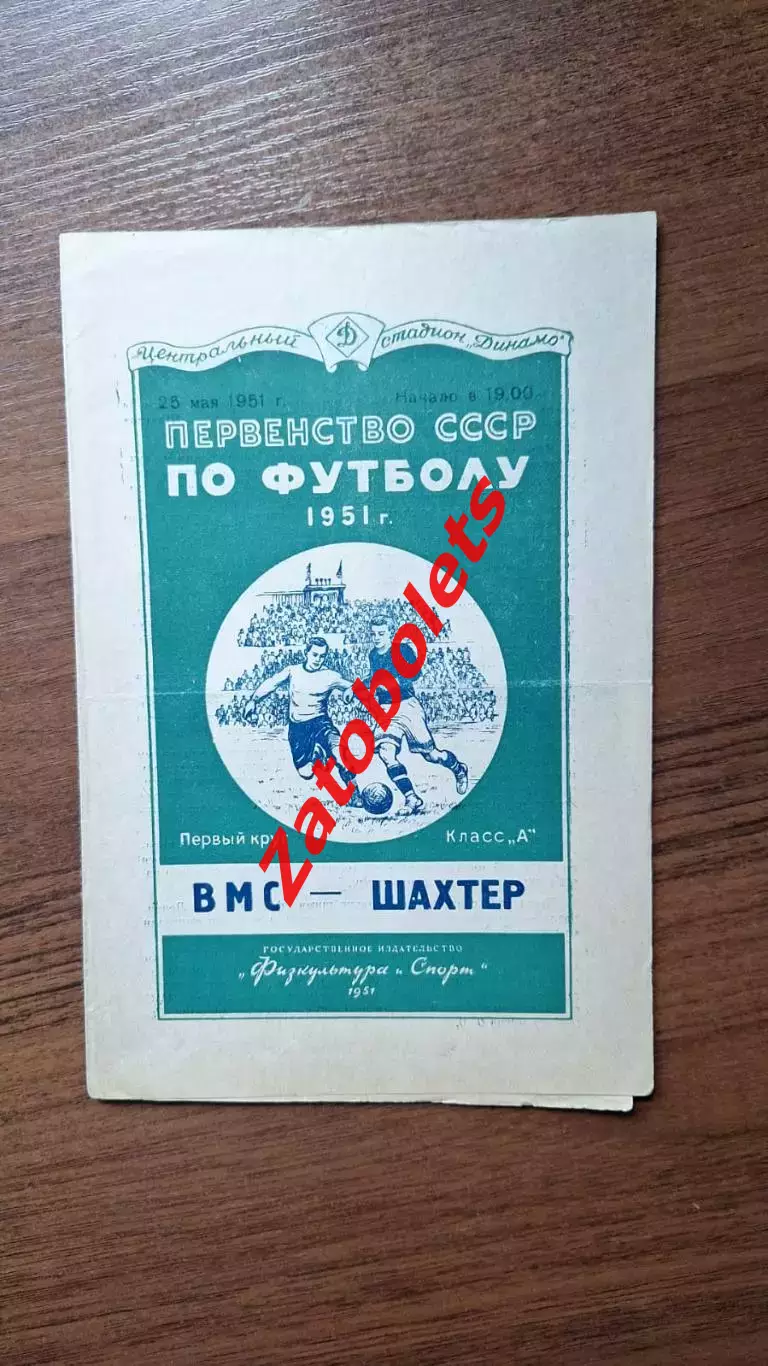 Центральный Д стадион „Динамо"
25 мая 1951 г. Начало в 19.00
ПЕРВЕНСТВО СССР
ПО ФУТБОЛУ
1951 г.
Zatobolets
Первый кру Класс „А"
ВМС — ШАХТЕР
ГОСУДАРСТВЕННОЕ ИЗДАТЕЛЬСТВО
„Физкультура и Спорт"
1951